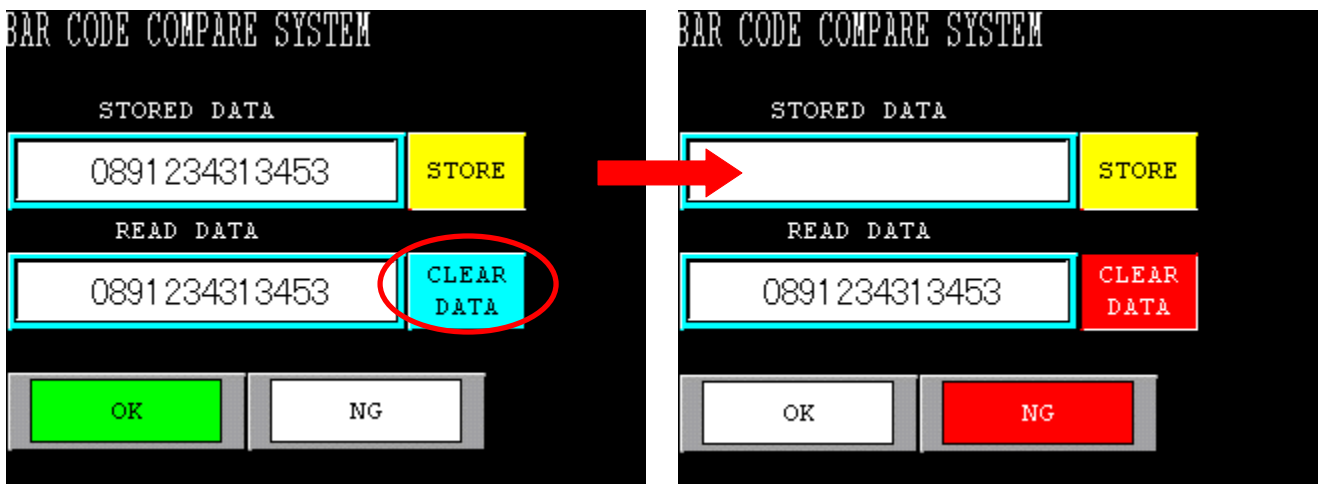 BAR CODE COMPARE SYSTEM
STORED DATA
0891234313453
STORE
READ DATA
0891234313453
CLEAR
DATA
OK
NG
BAR CODE COMPARE SYSTEM
STORED DATA
STORE
READ DATA
0891234313453
CLEAR
DATA
OK
NG